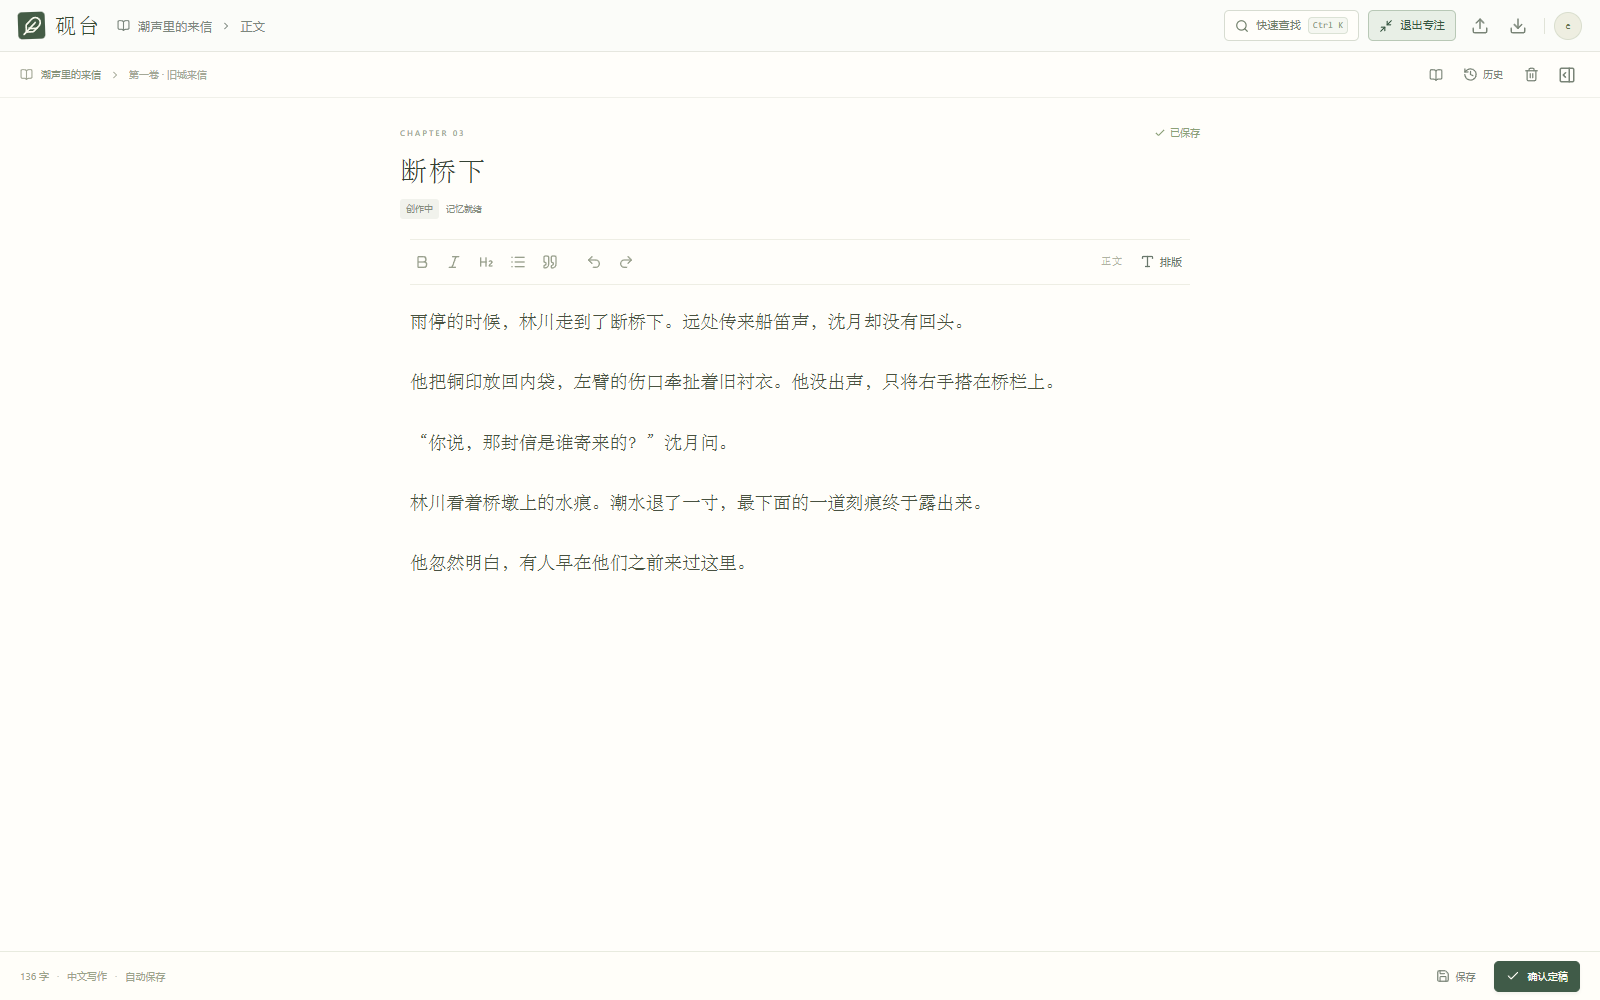 砚台 潮声里的来信 正文 快速查找 Ctrl K 退出专注 c
潮声里的来信 第一卷 · 旧城来信 历史
CHAPTER 03 已保存
断桥下
创作中 记忆就绪
B I H2 正文 排版
雨停的时候，林川走到了断桥下。远处传来船笛声，沈月却没有回头。
他把铜印放回内袋，左臂的伤口牵扯着旧衬衣。他没出声，只将右手搭在桥栏上。
“你说，那封信是谁寄来的？”沈月问。
林川看着桥墩上的水痕。潮水退了一寸，最下面的一道刻痕终于露出来。
他忽然明白，有人早在他们之前来过这里。
136 字 · 中文写作 · 自动保存 保存 确认定稿